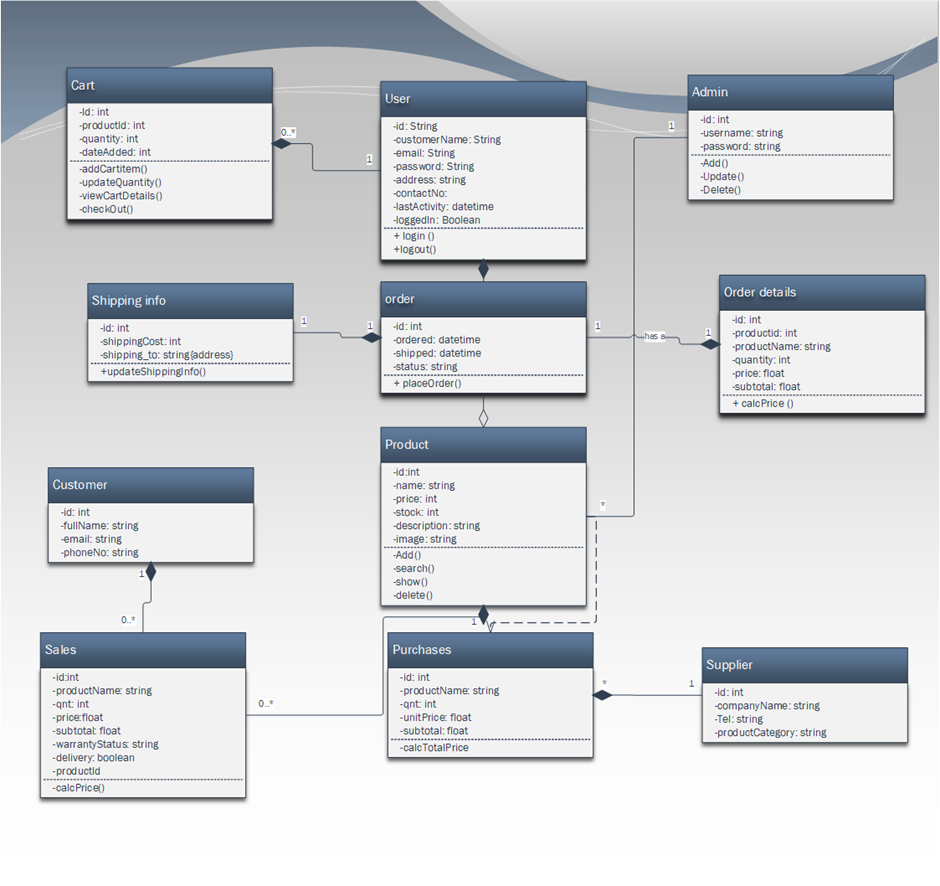 Cart
-Id: int
-productId: int
-quantity: int
-dateAdded: int
-addCartitem()
-updateQuantity()
-viewCartDetails()
-checkOut()
0..*
1
User
-id: String
-customerName: String
-email: String
-password: String
-address: string
-contactNo:
-lastActivity: datetime
-loggedIn: Boolean
+ login ()
+logout()
Admin
-id: int
-username: string
-password: string
-Add()
-Update()
-Delete()
1
Shipping info
-id: int
-shippingCost: int
-shipping_to: string{address}
+updateShippingInfo()
1
1
order
-id: int
-ordered: datetime
-shipped: datetime
-status: string
+ placeOrder()
1
has a
1
Order details
-id: int
-productid: int
-productName: string
-quantity: int
-price: float
-subtotal: float
+ calcPrice ()
Product
-id:int
-name: string
-price: int
-stock: int
-description: string
-image: string
-Add()
-search()
-show()
-delete()
*
1
Customer
-id: int
-fullName: string
-email: string
-phoneNo: string
1
0..*
Sales
-id:int
-productName: string
-qnt: int
-price:float
-subtotal: float
-warrantyStatus: string
-delivery: boolean
-productId
-calcPrice()
0..*
Purchases
-id: int
-productName: string
-qnt: int
-unitPrice: float
-subtotal: float
-calcTotalPrice
*
1
Supplier
-id: int
-companyName: string
-Tel: string
-productCategory: string